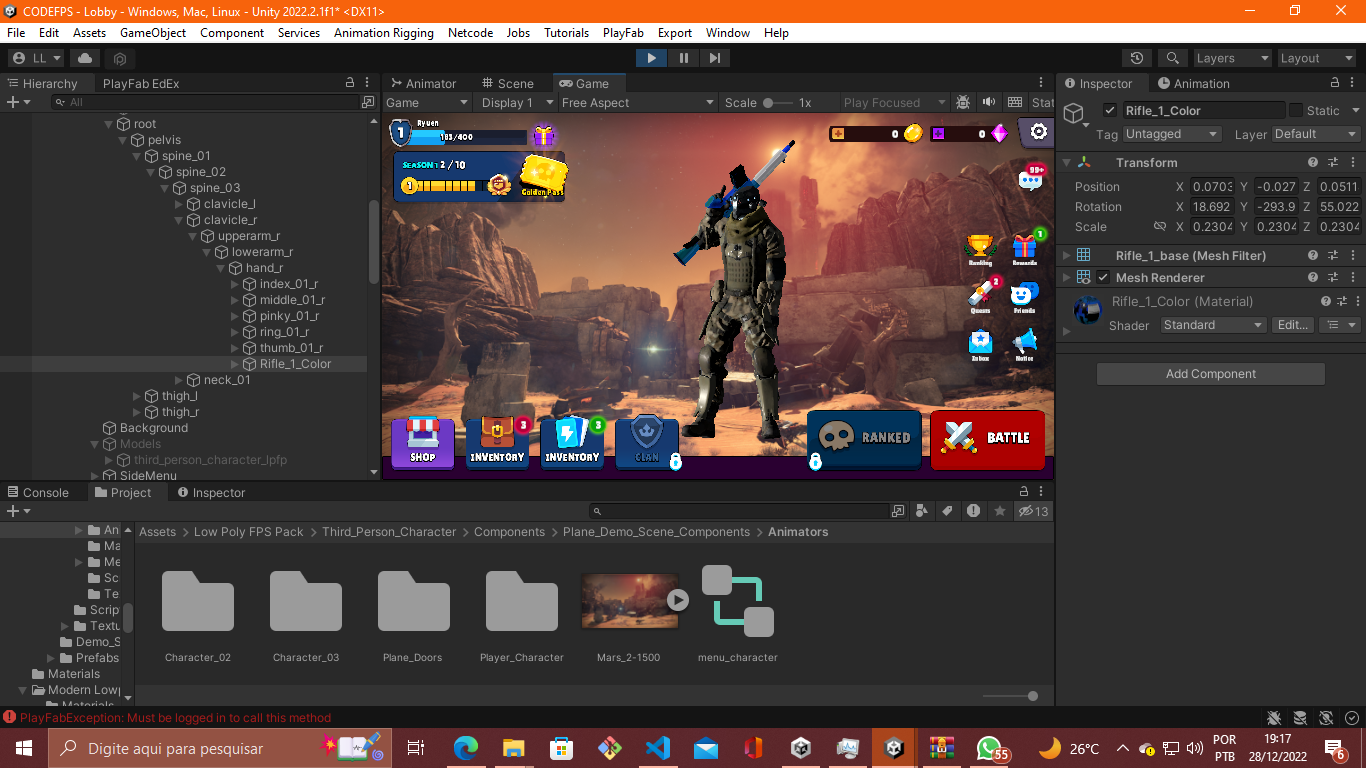 CODEFPS - Lobby - Windows, Mac, Linux - Unity 2022.2.1f1* <DX11>
File Edit Assets GameObject Component Services Animation Rigging Netcode Jobs Tutorials PlayFab Export Window Help
LL Layers Layout
Hierarchy PlayFab EdEx
All
root
pelvis
spine_01
spine_02
spine_03
clavicle_l
clavicle_r
upperarm_r
lowerarm_r
hand_r
index_01_r
middle_01_r
pinky_01_r
ring_01_r
thumb_01_r
Rifle_1_Color
neck_01
thigh_l
thigh_r
Background
Models
third_person_character_lpfp
SideMenu
Animator Scene Game
Game Display 1 Free Aspect Scale 1x Play Focused Stat
1 Ryuen
183/400
0 0
SEASON 1 2/10
1
Golden Pass
99+
1
Ranking Rewards
2
Quests Friends
Inbox Notice
SHOP
3
INVENTORY
3
INVENTORY
CLAN
RANKED
BATTLE
Inspector Animation
Rifle_1_Color Static
Tag Untagged Layer Default
Transform
Position X 0.0703 Y -0.027 Z 0.0511
Rotation X 18.692 Y -293.9 Z 55.022
Scale X 0.2304 Y 0.2304 Z 0.2304
Rifle_1_base (Mesh Filter)
Mesh Renderer
Rifle_1_Color (Material)
Shader Standard Edit...
Add Component
Console Project Inspector
13
An
Ma
Me
Sc
Te
Script
Textu
Demo_S
Prefabs
Materials
Modern Lowp
Materials
Assets > Low Poly FPS Pack > Third_Person_Character > Components > Plane_Demo_Scene_Components > Animators
Character_02 Character_03 Plane_Doors Player_Character Mars_2-1500 menu_character
PlayFabException: Must be logged in to call this method
Digite aqui para pesquisar
55
26°C
POR
PTB
19:17
28/12/2022
6